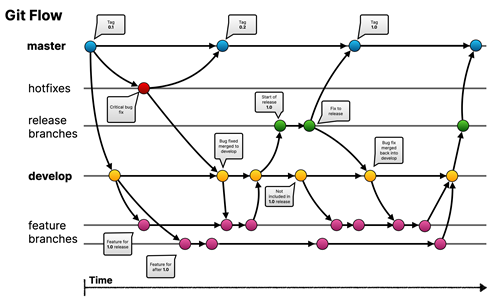 Git Flow
Tag
0.1
Tag
0.2
Tag
1.0
master
hotfixes
Critical bug
fix
Start of
release
1.0
Fix to
release
release
branches
Bug fixed
merged to
develop
Bug fix
merged
back into
develop
develop
Not
included in
1.0 release
feature
branches
Feature for
1.0 release
Feature for
after 1.0
Time